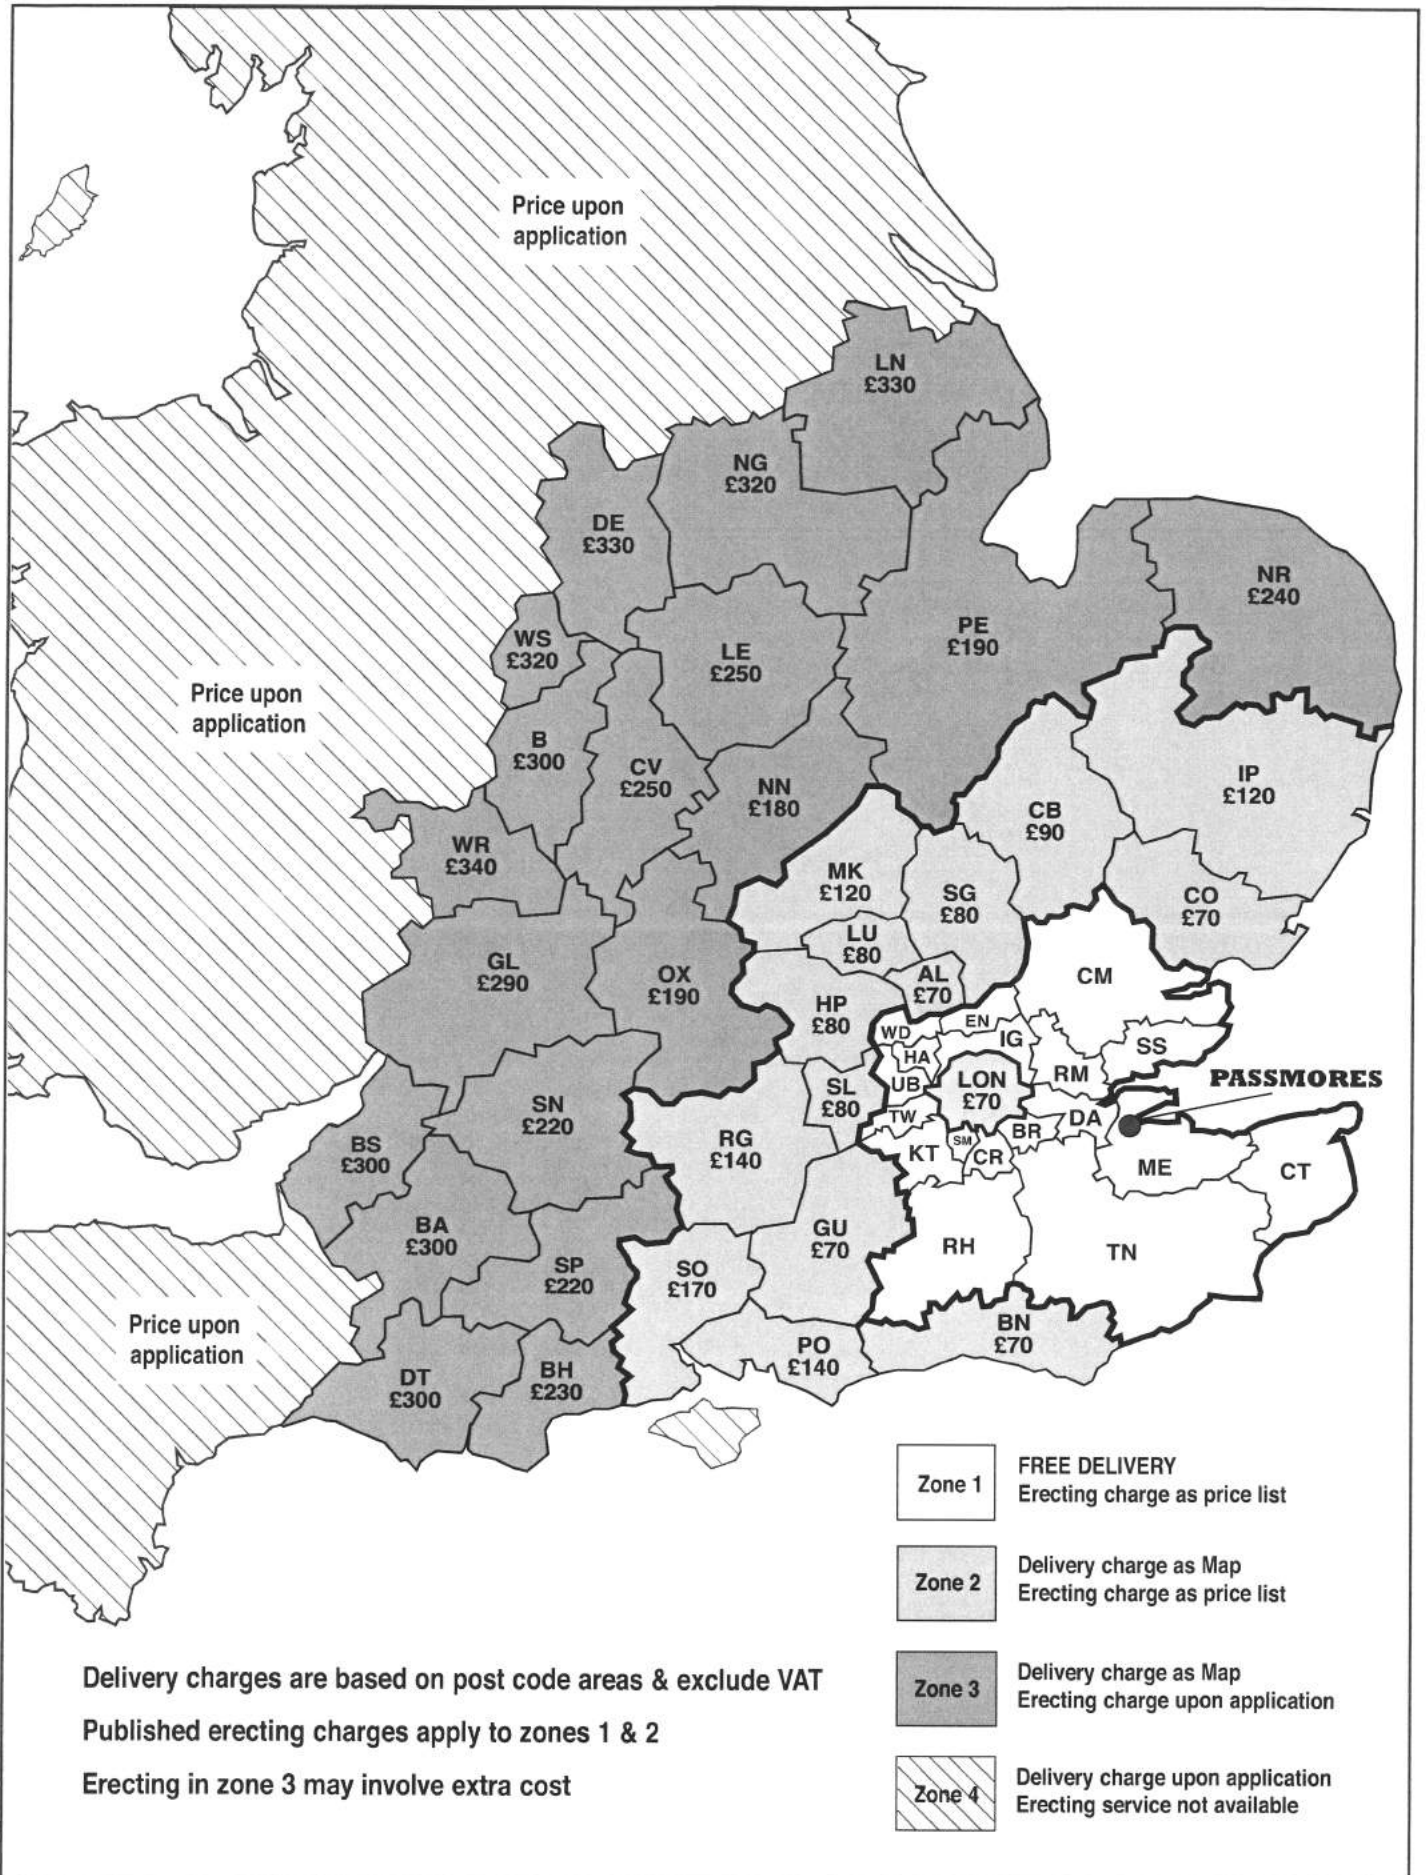 Price upon
application
LN
£330
NG
£320
DE
£330
NR
£240
PE
£190
WS
£320
LE
£250
Price upon
application
B
£300
CV
£250
NN
£180
IP
£120
CB
£90
WR
£340
MK
£120
SG
£80
CO
£70
LU
£80
GL
£290
OX
£190
AL
£70
CM
HP
£80
WD
EN
IG
SS
HA
RM
PASSMORES
UB
LON
£70
SL
£80
SN
£220
TW
BR
DA
BS
£300
RG
£140
KT
SM
CR
ME
CT
BA
£300
GU
£70
RH
TN
SP
£220
SO
£170
Price upon
application
BN
£70
PO
£140
DT
£300
BH
£230
Zone 1
FREE DELIVERY
Erecting charge as price list
Zone 2
Delivery charge as Map
Erecting charge as price list
Zone 3
Delivery charge as Map
Erecting charge upon application
Zone 4
Delivery charge upon application
Erecting service not available
Delivery charges are based on post code areas & exclude VAT
Published erecting charges apply to zones 1 & 2
Erecting in zone 3 may involve extra cost